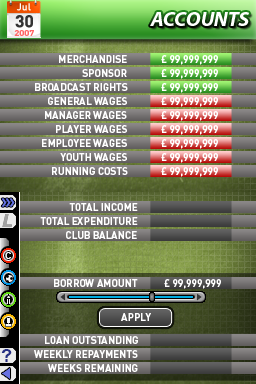 Jul
30
2007
ACCOUNTS
MERCHANDISE £ 99,999,999
SPONSOR £ 99,999,999
BROADCAST RIGHTS £ 99,999,999
GENERAL WAGES £ 99,999,999
MANAGER WAGES £ 99,999,999
PLAYER WAGES £ 99,999,999
EMPLOYEE WAGES £ 99,999,999
YOUTH WAGES £ 99,999,999
RUNNING COSTS £ 99,999,999
TOTAL INCOME
TOTAL EXPENDITURE
CLUB BALANCE
BORROW AMOUNT £ 99,999,999
APPLY
LOAN OUTSTANDING
WEEKLY REPAYMENTS
WEEKS REMAINING
L
C
?